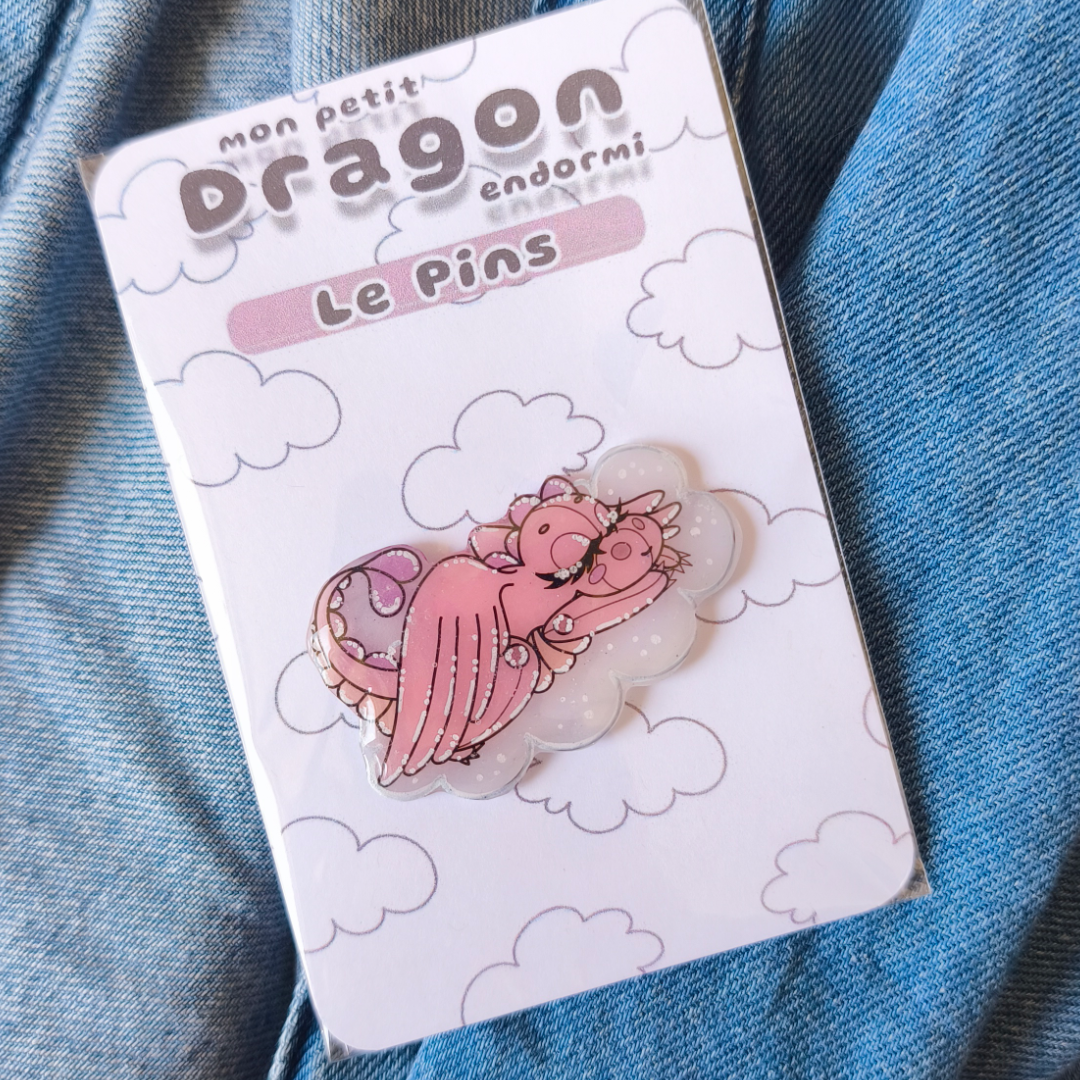 mon petit
Dragon
endormi
Le Pins